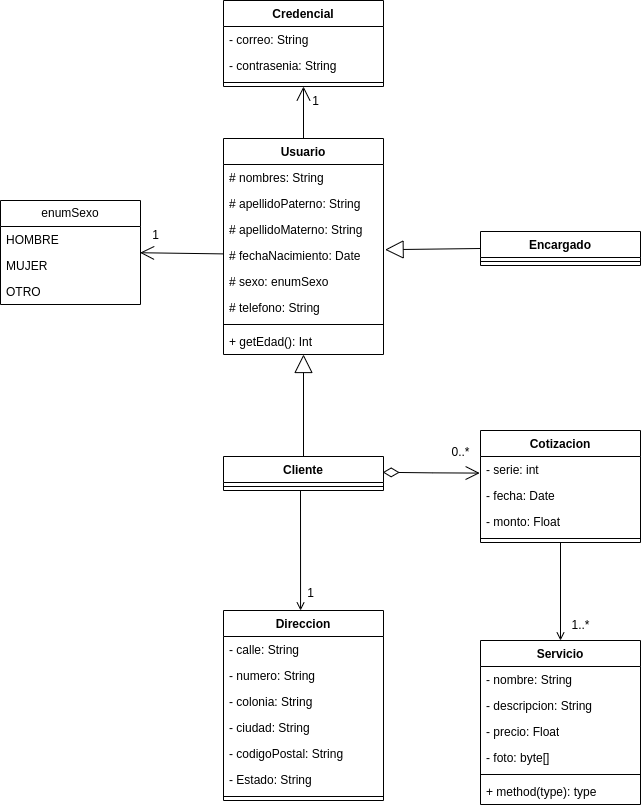 Credencial
- correo: String
- contrasenia: String
1
Usuario
# nombres: String
# apellidoPaterno: String
# apellidoMaterno: String
# fechaNacimiento: Date
# sexo: enumSexo
# telefono: String
+ getEdad(): Int
enumSexo
HOMBRE
MUJER
OTRO
1
Encargado
Cliente
0..*
Cotizacion
- serie: int
- fecha: Date
- monto: Float
1
Direccion
- calle: String
- numero: String
- colonia: String
- ciudad: String
- codigoPostal: String
- Estado: String
1..*
Servicio
- nombre: String
- descripcion: String
- precio: Float
- foto: byte[]
+ method(type): type